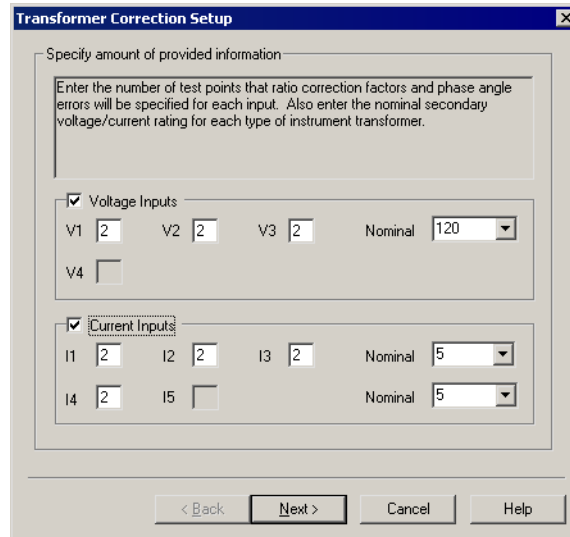 Transformer Correction Setup
Specify amount of provided information
Enter the number of test points that ratio correction factors and phase angle
errors will be specified for each input. Also enter the nominal secondary
voltage/current rating for each type of instrument transformer.
Voltage Inputs
V1 2 V2 2 V3 2 Nominal 120
V4
Current Inputs
I1 2 I2 2 I3 2 Nominal 5
I4 2 I5 Nominal 5
< Back Next > Cancel Help